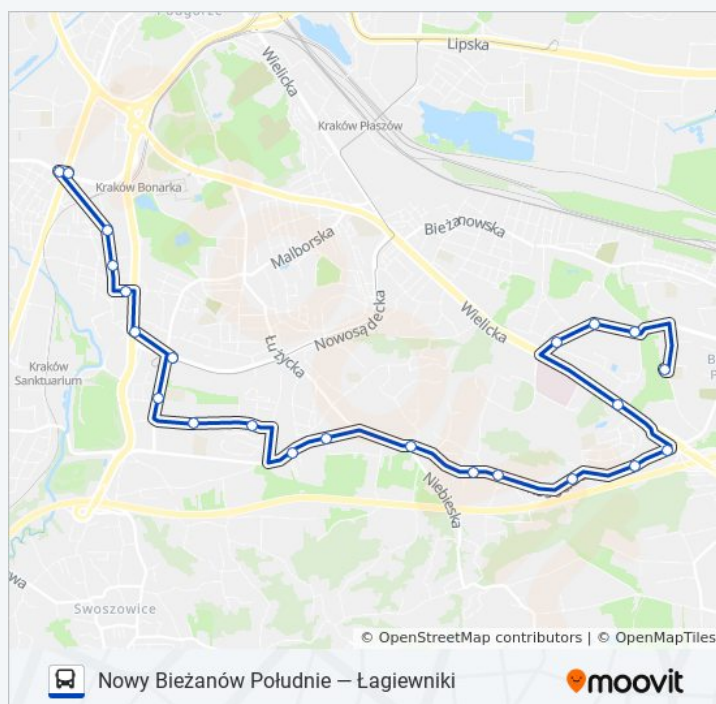 Podgórze
Lipska
Wielicka
Kraków Płaszów
Kraków Bonarka
Bieżanowska
Malborska
Wielicka
Nowosądecka
Łużycka
Kraków
Sanktuarium
Niebieska
Swoszowice
© OpenStreetMap contributors | © OpenMapTiles
Nowy Bieżanów Południe — Łagiewniki
moovit